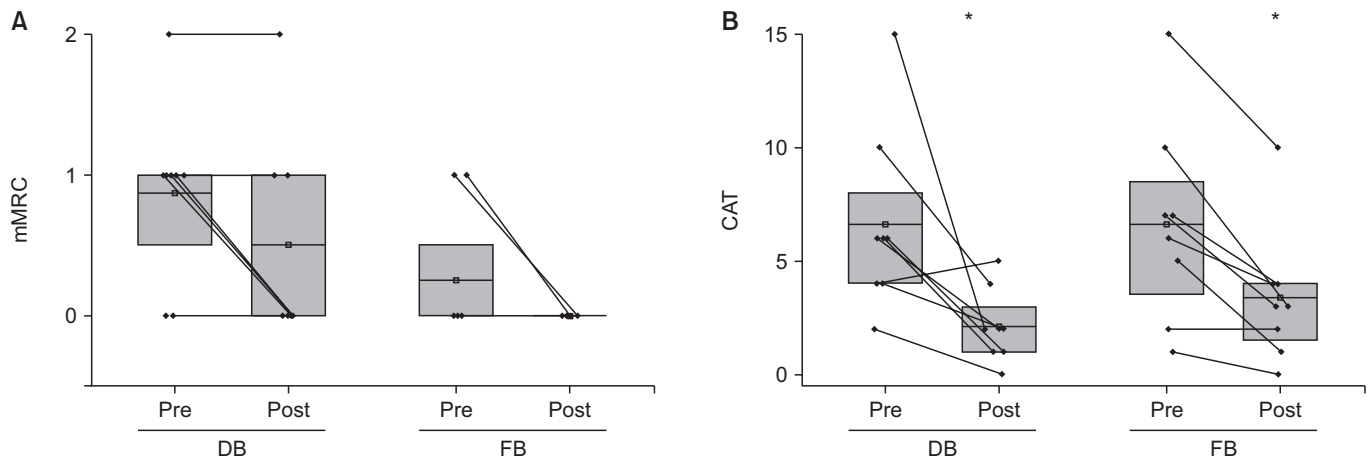 A
mMRC
2
1
0
Pre Post Pre Post
DB FB
B
* *
CAT
15
10
5
0
Pre Post Pre Post
DB FB